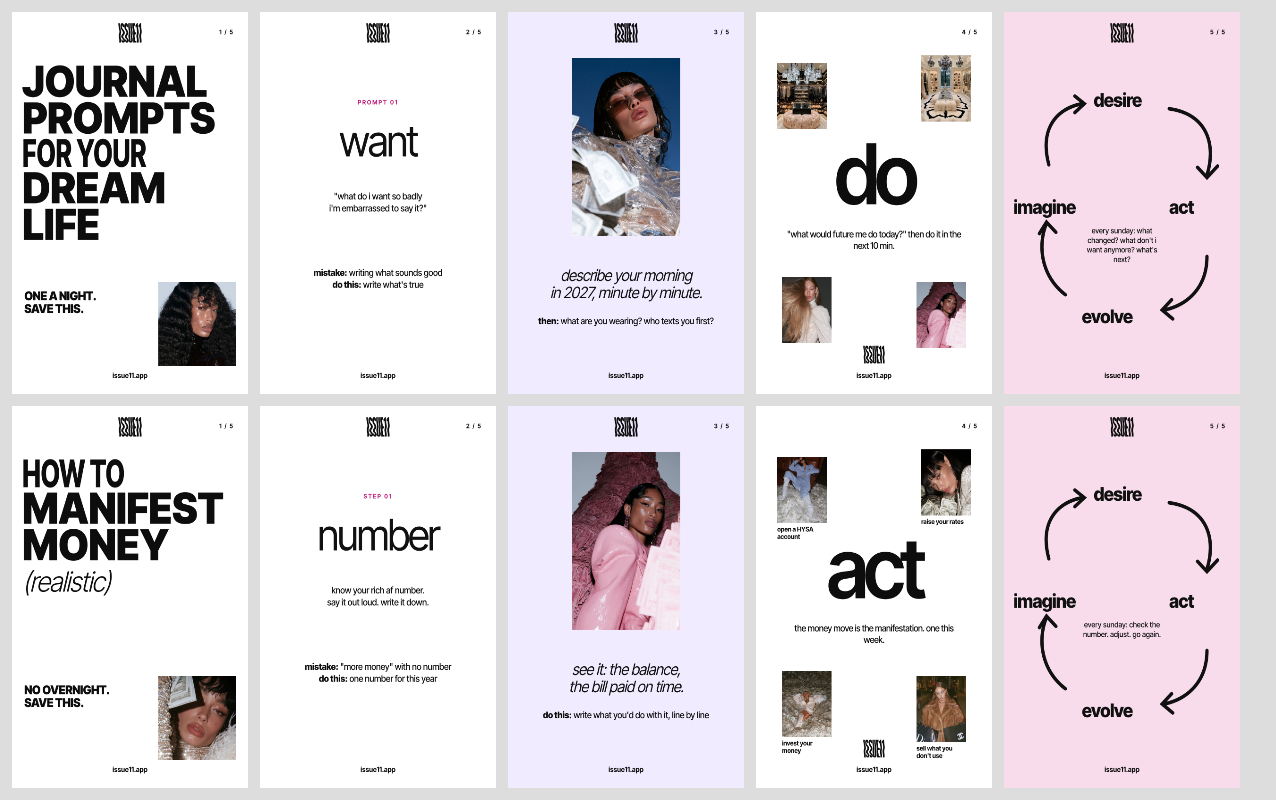 ISSUE11
1 / 5
JOURNAL
PROMPTS
FOR YOUR
DREAM
LIFE
ONE A NIGHT.
SAVE THIS.
issue11.app
ISSUE11
2 / 5
PROMPT 01
want
"what do i want so badly
i'm embarrassed to say it?"
mistake: writing what sounds good
do this: write what's true
issue11.app
ISSUE11
3 / 5
describe your morning
in 2027, minute by minute.
then: what are you wearing? who texts you first?
issue11.app
4 / 5
do
"what would future me do today?" then do it in the
next 10 min.
ISSUE11
issue11.app
ISSUE11
5 / 5
desire
imagine
act
every sunday: what
changed? what don't i
want anymore? what's
next?
evolve
issue11.app
ISSUE11
1 / 5
HOW TO
MANIFEST
MONEY
(realistic)
NO OVERNIGHT.
SAVE THIS.
issue11.app
ISSUE11
2 / 5
STEP 01
number
know your rich af number.
say it out loud. write it down.
mistake: "more money" with no number
do this: one number for this year
issue11.app
ISSUE11
3 / 5
see it: the balance,
the bill paid on time.
do this: write what you'd do with it, line by line
issue11.app
4 / 5
open a HYSA
account
raise your rates
act
the money move is the manifestation. one this
week.
invest your
money
sell what you
don't use
ISSUE11
issue11.app
ISSUE11
5 / 5
desire
imagine
act
every sunday: check the
number. adjust. go again.
evolve
issue11.app